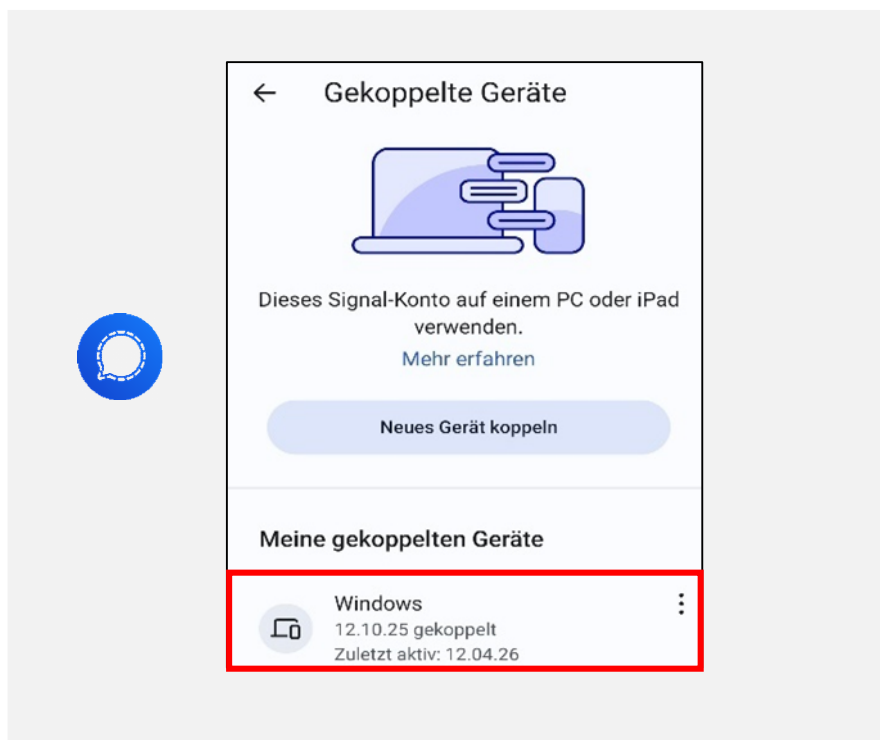 Gekoppelte Geräte
Dieses Signal-Konto auf einem PC oder iPad
verwenden.
Mehr erfahren
Neues Gerät koppeln
Meine gekoppelten Geräte
Windows
12.10.25 gekoppelt
Zuletzt aktiv: 12.04.26